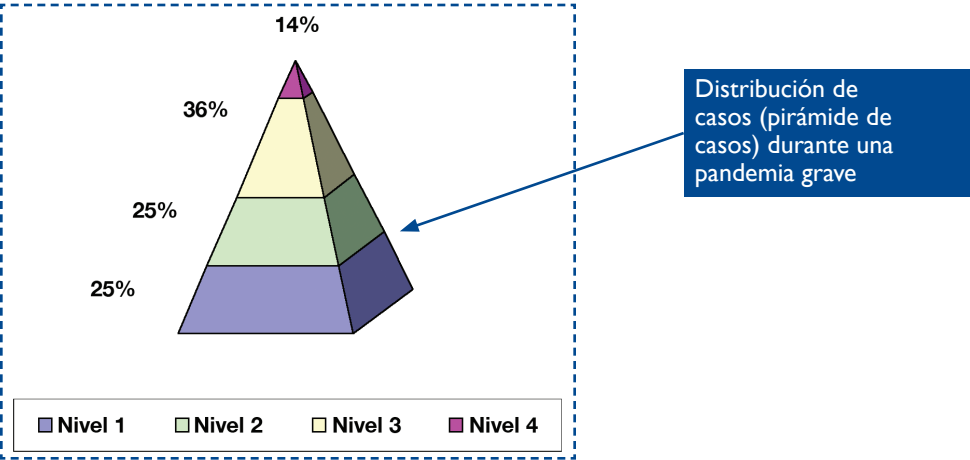 14%
36%
25%
25%
Distribución de
casos (pirámide de
casos) durante una
pandemia grave
Nivel 1 Nivel 2 Nivel 3 Nivel 4